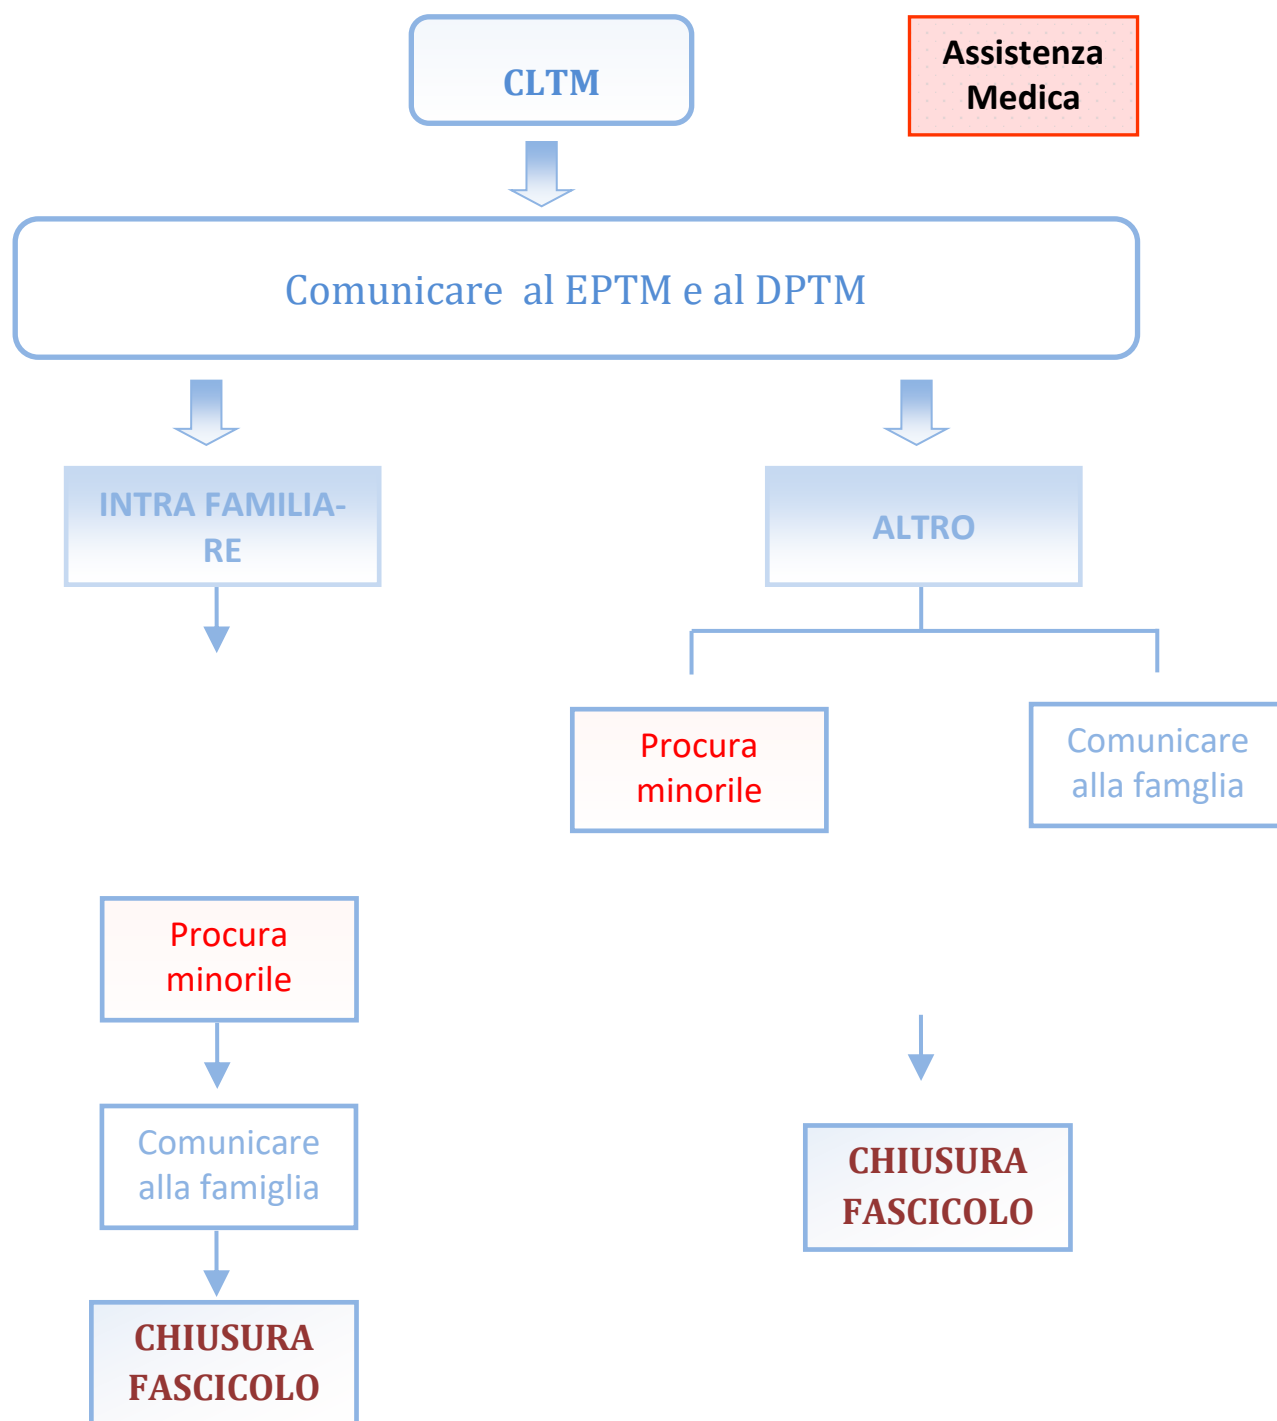 CLTM
Assistenza
Medica
Comunicare al EPTM e al DPTM
INTRA FAMILIA-
RE
ALTRO
Procura
minorile
Comunicare
alla famglia
Procura
minorile
Comunicare
alla famiglia
CHIUSURA
FASCICOLO
CHIUSURA
FASCICOLO